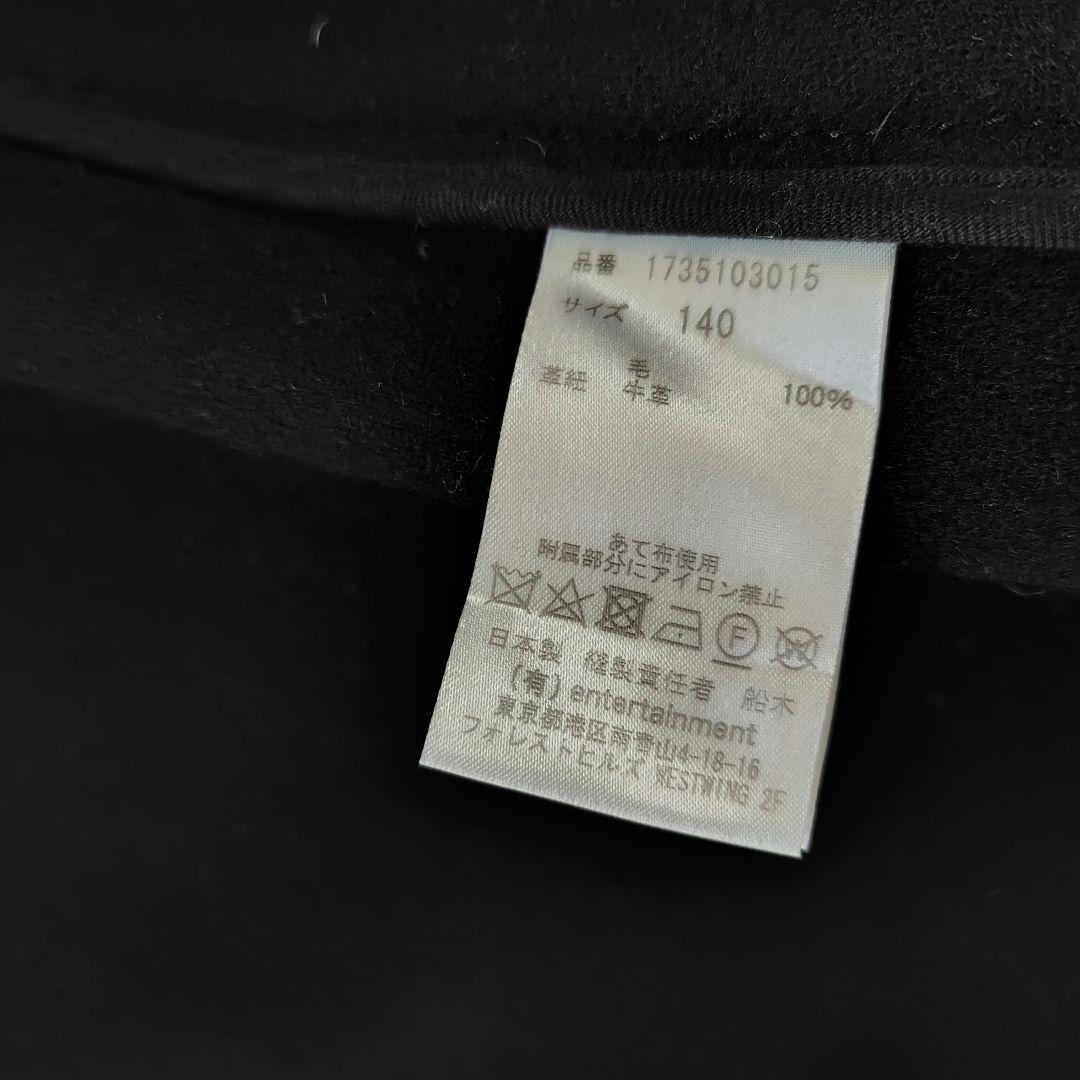 品番 1735103015
サイズ 140
毛 100%
革紐 牛革
あて布使用
附属部分にアイロン禁止
F W
日本製 縫製責任者 船木
(有) entertainment
東京都港区南青山4-18-16
フォレストヒルズ WESTWING 2F